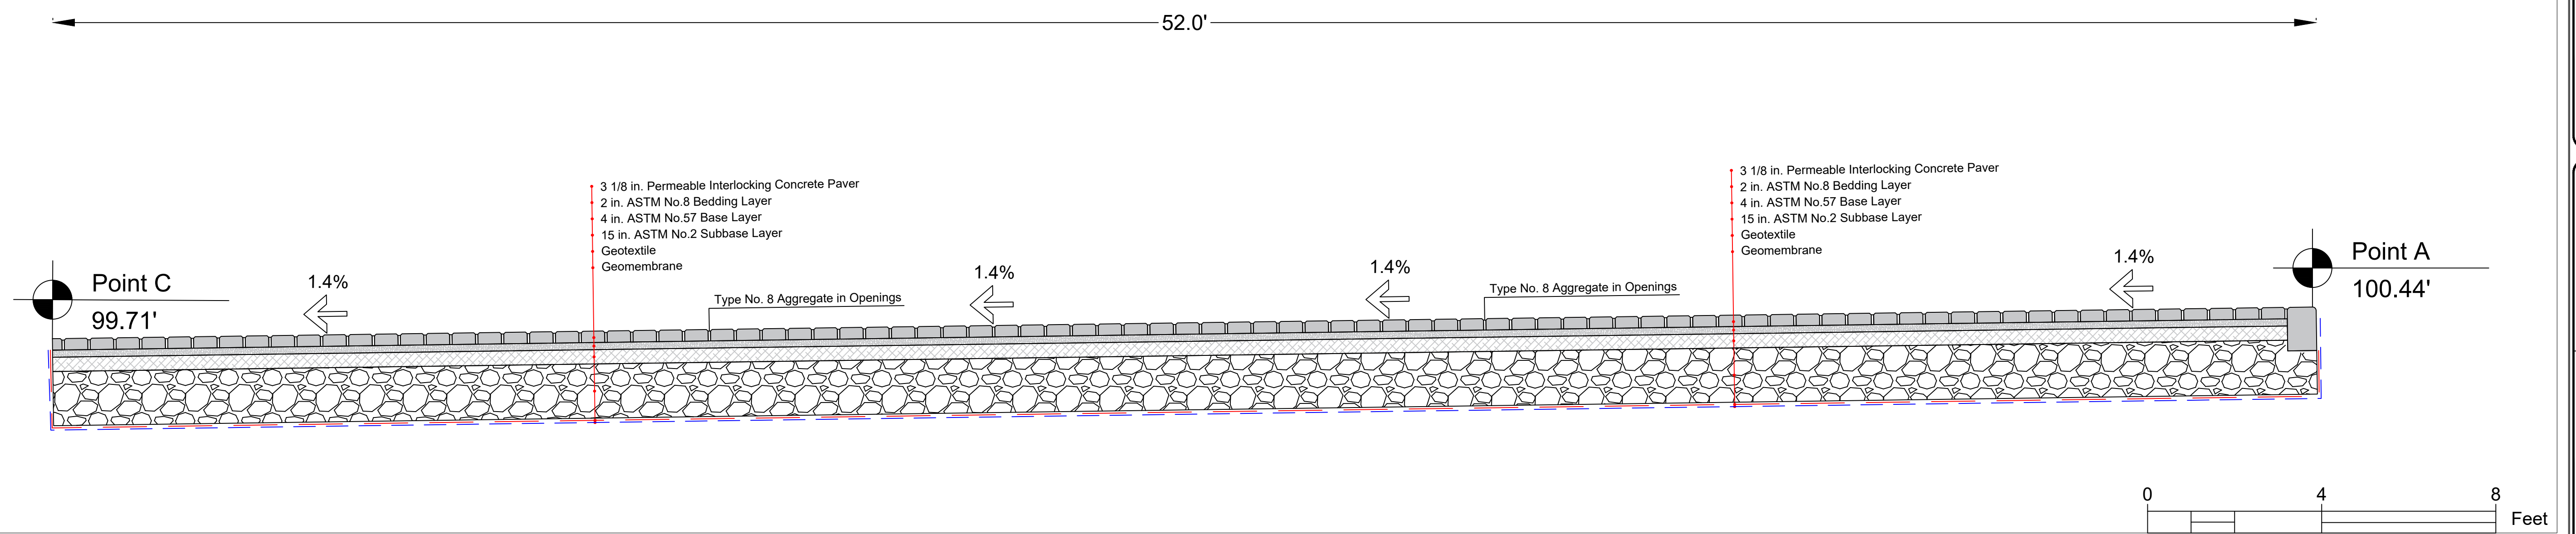 52.0'
3 1/8 in. Permeable Interlocking Concrete Paver
2 in. ASTM No.8 Bedding Layer
4 in. ASTM No.57 Base Layer
15 in. ASTM No.2 Subbase Layer
Geotextile
Geomembrane
3 1/8 in. Permeable Interlocking Concrete Paver
2 in. ASTM No.8 Bedding Layer
4 in. ASTM No.57 Base Layer
15 in. ASTM No.2 Subbase Layer
Geotextile
Geomembrane
Point C
99.71'
1.4%
Type No. 8 Aggregate in Openings
1.4%
1.4%
Type No. 8 Aggregate in Openings
1.4%
Point A
100.44'
0 4 8
Feet